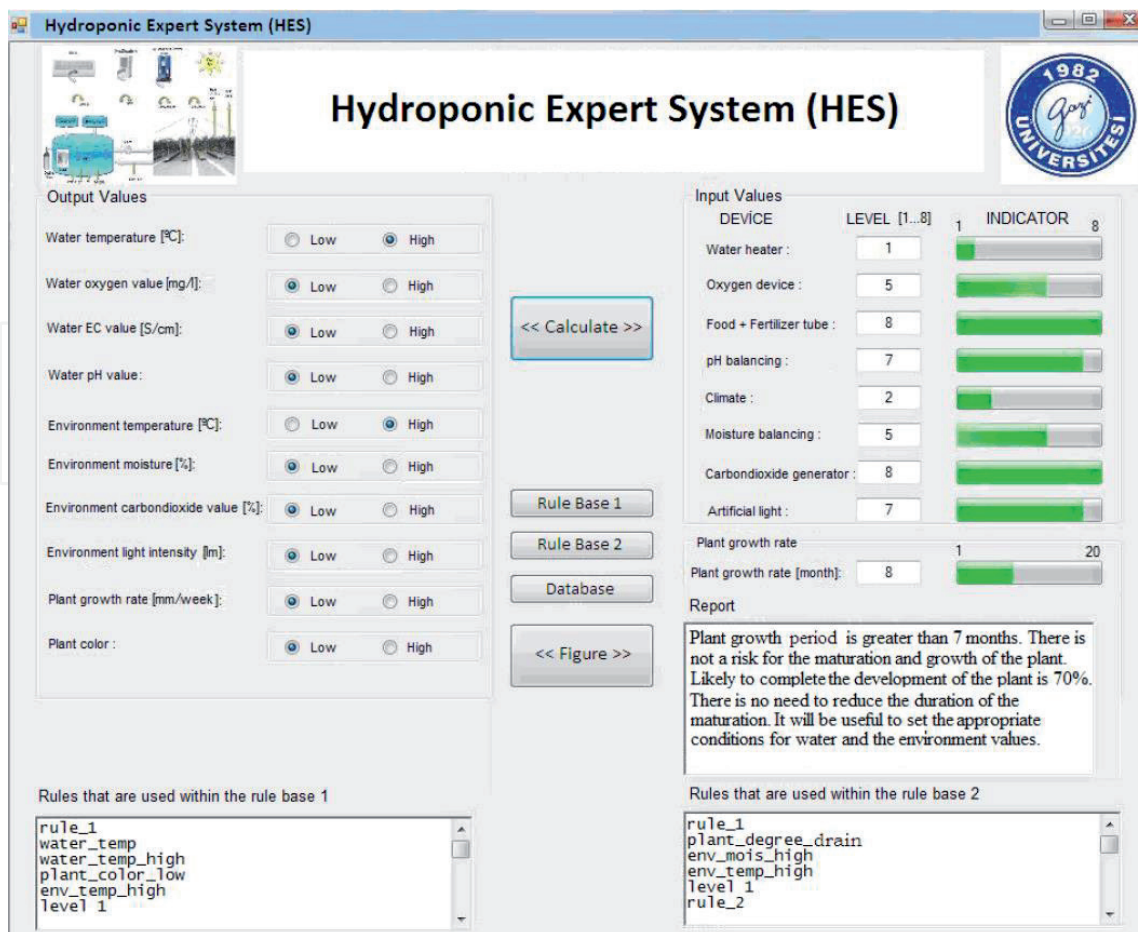 Hydroponic Expert System (HES)
Hydroponic Expert System (HES)
1982
Gazi
ÜNİVERSİTESİ
Output Values
Water temperature [ºC]: Low High
Water oxygen value [mg/l]: Low High
Water EC value [S/cm]: Low High
Water pH value: Low High
Environment temperature [ºC]: Low High
Environment moisture [%]: Low High
Environment carbondioxide value [%]: Low High
Environment light intensity [lm]: Low High
Plant growth rate [mm/week]: Low High
Plant color : Low High
<< Calculate >>
Rule Base 1
Rule Base 2
Database
<< Figure >>
Input Values
DEVİCE LEVEL [1...8] 1 INDICATOR 8
Water heater : 1
Oxygen device : 5
Food + Fertilizer tube : 8
pH balancing : 7
Climate : 2
Moisture balancing : 5
Carbondioxide generator : 8
Artificial light : 7
Plant growth rate
1 20
Plant growth rate [month]: 8
Report
Plant growth period is greater than 7 months. There is
not a risk for the maturation and growth of the plant.
Likely to complete the development of the plant is 70%.
There is no need to reduce the duration of the
maturation. It will be useful to set the appropriate
conditions for water and the environment values.
Rules that are used within the rule base 1
rule_1
water_temp
water_temp_high
plant_color_low
env_temp_high
level 1
Rules that are used within the rule base 2
rule_1
plant_degree_drain
env_mois_high
env_temp_high
level 1
rule_2